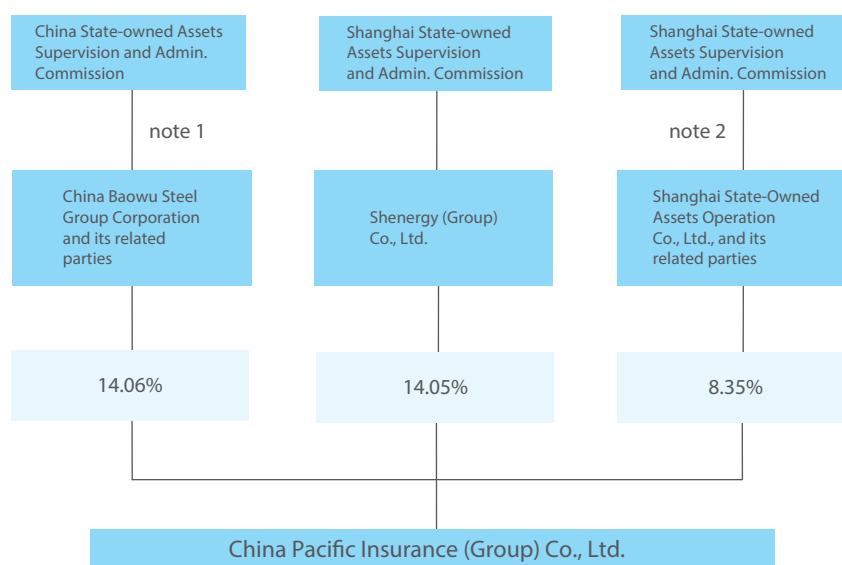 China State-owned Assets
Supervision and Admin.
Commission
Shanghai State-owned
Assets Supervision
and Admin. Commission
Shanghai State-owned
Assets Supervision
and Admin. Commission
note 1
note 2
China Baowu Steel
Group Corporation
and its related
parties
Shenergy (Group)
Co., Ltd.
Shanghai State-Owned
Assets Operation
Co., Ltd., and its
related parties
14.06%
14.05%
8.35%
China Pacific Insurance (Group) Co., Ltd.